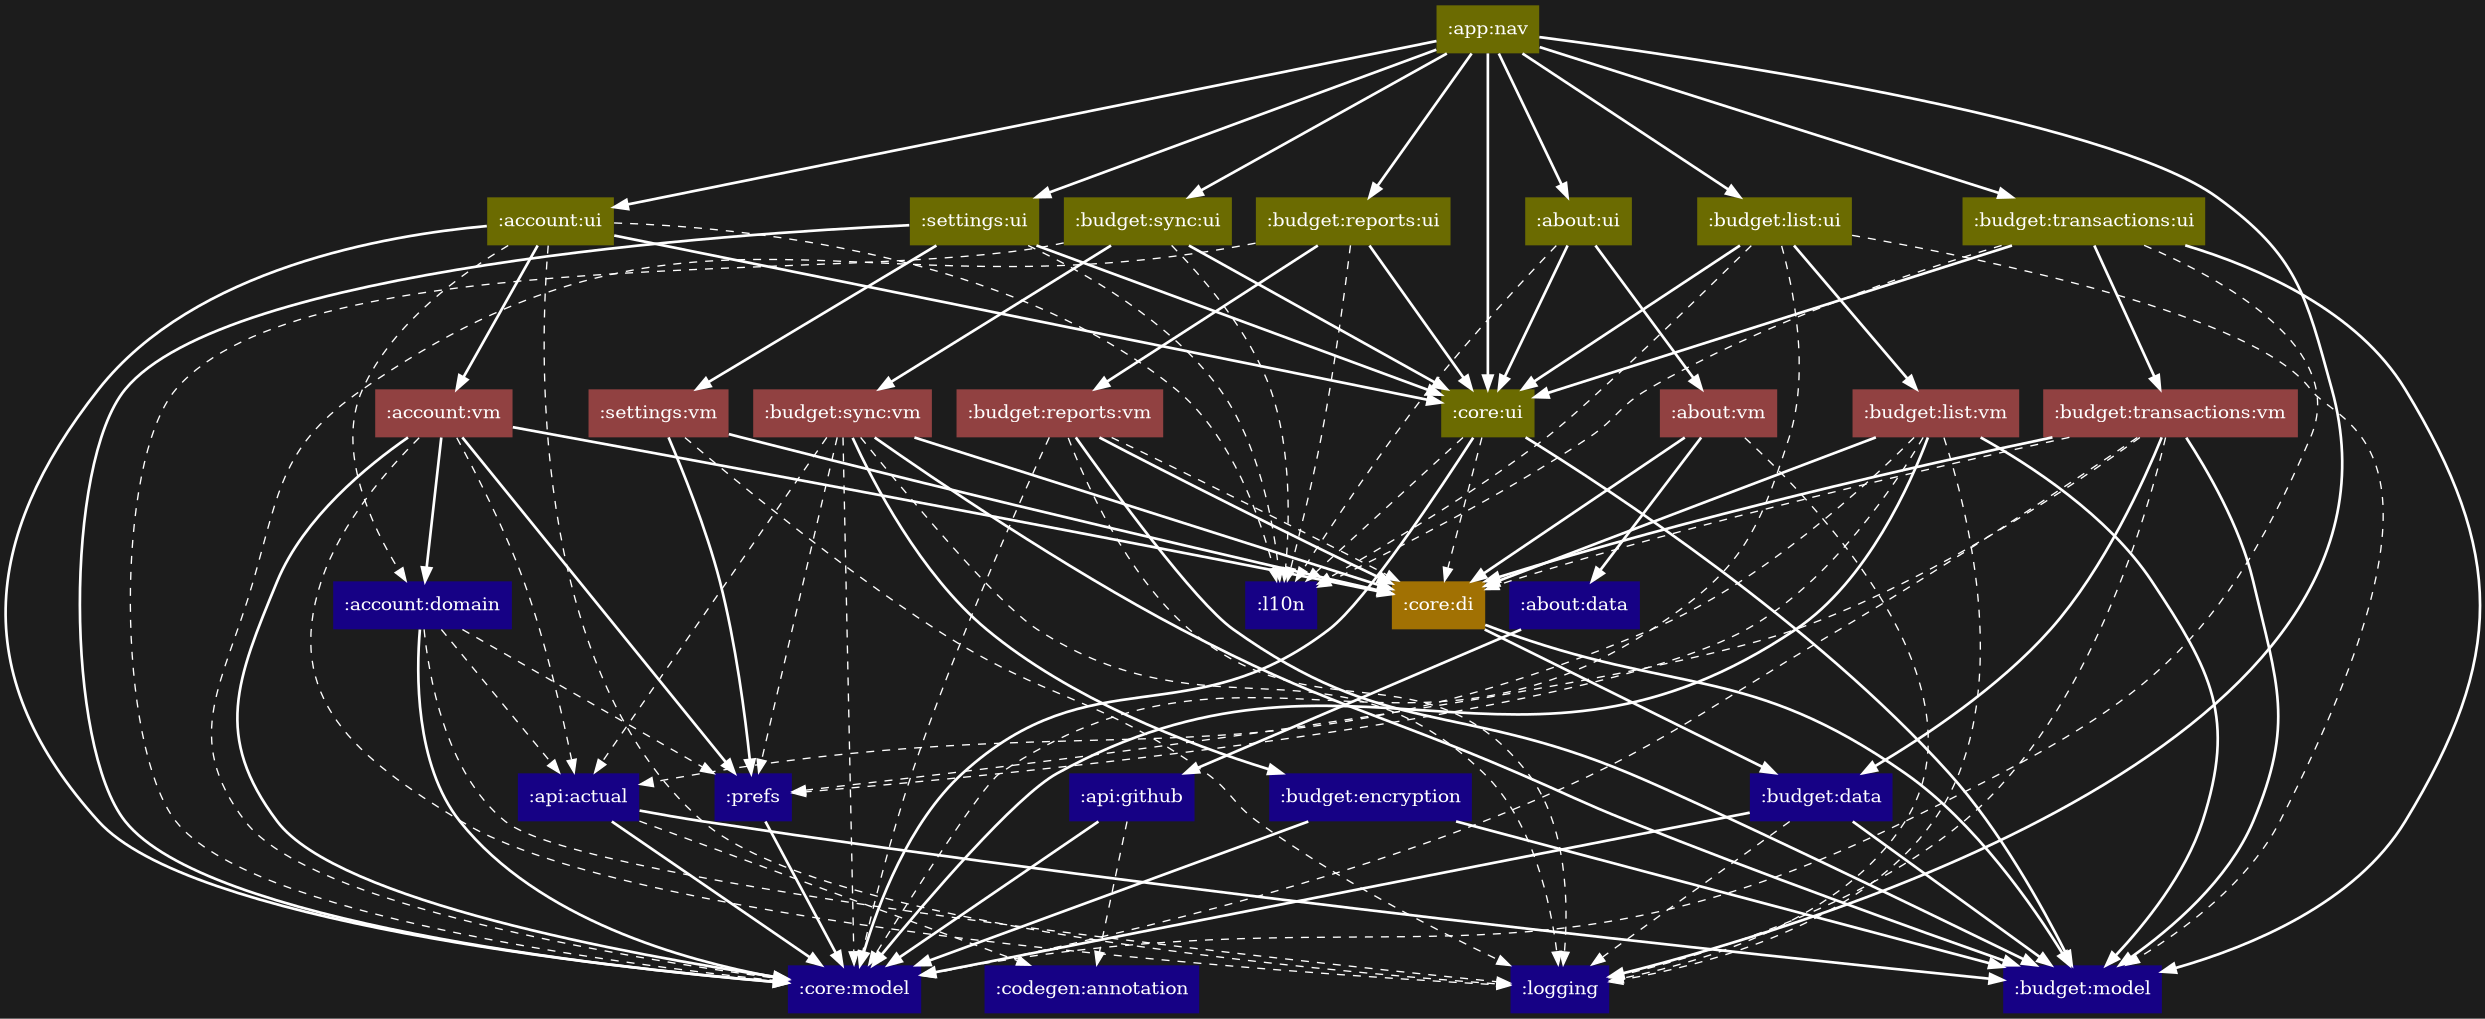 :app:nav
:account:ui
:settings:ui
:budget:sync:ui
:budget:reports:ui
:about:ui
:budget:list:ui
:budget:transactions:ui
:account:vm
:settings:vm
:budget:sync:vm
:budget:reports:vm
:core:ui
:about:vm
:budget:list:vm
:budget:transactions:vm
:account:domain
:l10n
:core:di
:about:data
:api:actual
:prefs
:api:github
:budget:encryption
:budget:data
:core:model
:codegen:annotation
:logging
:budget:model